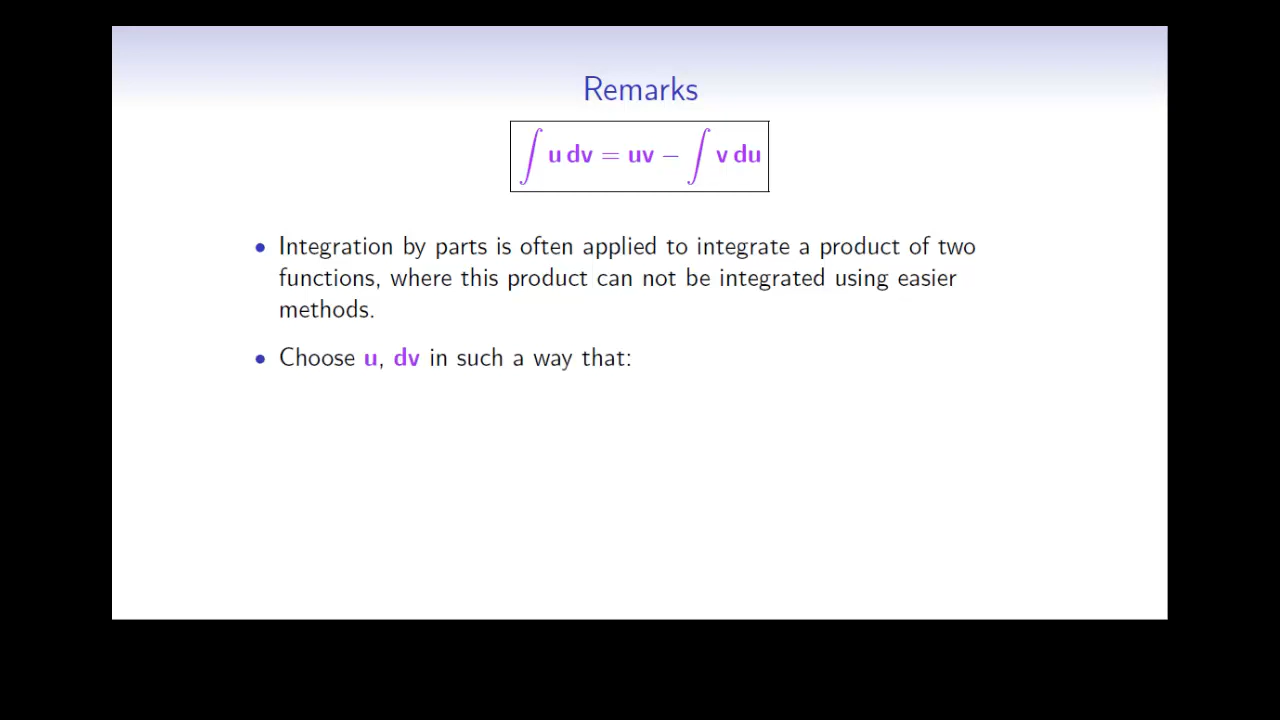 Remarks
∫ u dv = uv − ∫ v du
• Integration by parts is often applied to integrate a product of two
functions, where this product can not be integrated using easier
methods.
• Choose u, dv in such a way that: